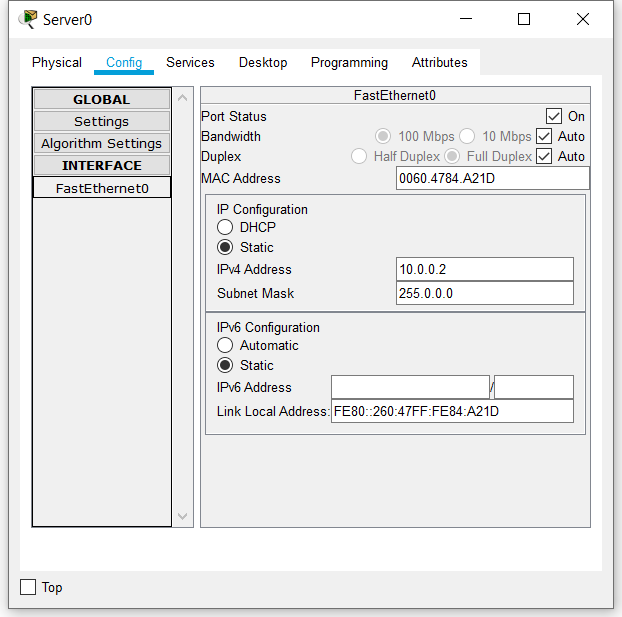 Server0
Physical Config Services Desktop Programming Attributes
GLOBAL
Settings
Algorithm Settings
INTERFACE
FastEthernet0
FastEthernet0
Port Status On
Bandwidth 100 Mbps 10 Mbps Auto
Duplex Half Duplex Full Duplex Auto
MAC Address 0060.4784.A21D
IP Configuration
DHCP
Static
IPv4 Address 10.0.0.2
Subnet Mask 255.0.0.0
IPv6 Configuration
Automatic
Static
IPv6 Address /
Link Local Address: FE80::260:47FF:FE84:A21D
Top